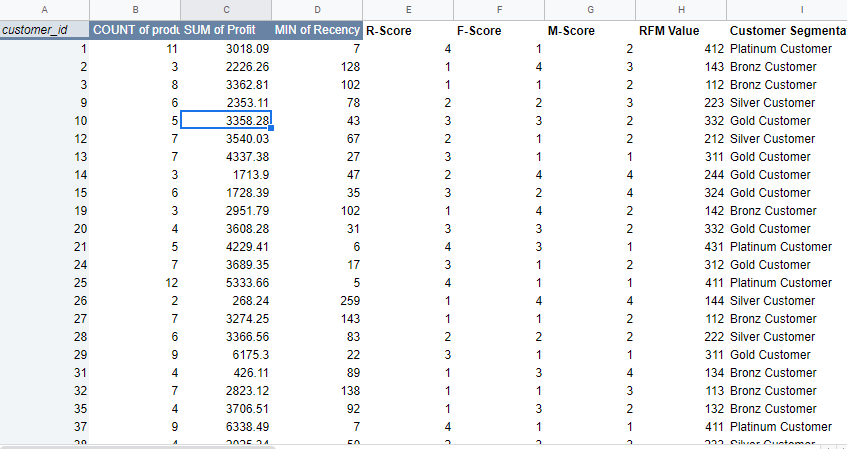 A B C D E F G H I
customer_id COUNT of produ SUM of Profit MIN of Recency R-Score F-Score M-Score RFM Value Customer Segmenta
1 11 3018.09 7 4 1 2 412 Platinum Customer
2 3 2226.26 128 1 4 3 143 Bronz Customer
3 8 3362.81 102 1 1 2 112 Bronz Customer
9 6 2353.11 78 2 2 3 223 Silver Customer
10 5 3358.28 43 3 3 2 332 Gold Customer
12 7 3540.03 67 2 1 2 212 Silver Customer
13 7 4337.38 27 3 1 1 311 Gold Customer
14 3 1713.9 47 2 4 4 244 Gold Customer
15 6 1728.39 35 3 2 4 324 Gold Customer
19 3 2951.79 102 1 4 2 142 Bronz Customer
20 4 3608.28 31 3 3 2 332 Gold Customer
21 5 4229.41 6 4 3 1 431 Platinum Customer
24 7 3689.35 17 3 1 2 312 Gold Customer
25 12 5333.66 5 4 1 1 411 Platinum Customer
26 2 268.24 259 1 4 4 144 Silver Customer
27 7 3274.25 143 1 1 2 112 Bronz Customer
28 6 3366.56 83 2 2 2 222 Silver Customer
29 9 6175.3 22 3 1 1 311 Gold Customer
31 4 426.11 89 1 3 4 134 Bronz Customer
32 7 2823.12 138 1 1 3 113 Bronz Customer
35 4 3706.51 92 1 3 2 132 Bronz Customer
37 9 6338.49 7 4 1 1 411 Platinum Customer